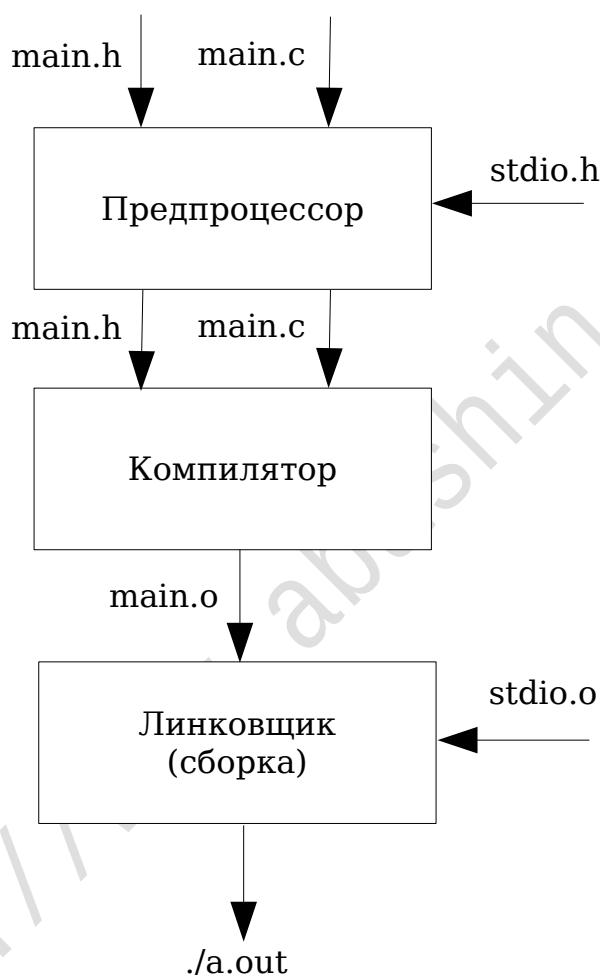 main.h main.c
stdio.h
Предпроцессор
main.h main.c
Компилятор
main.o
stdio.o
Линковщик
(сборка)
./a.out